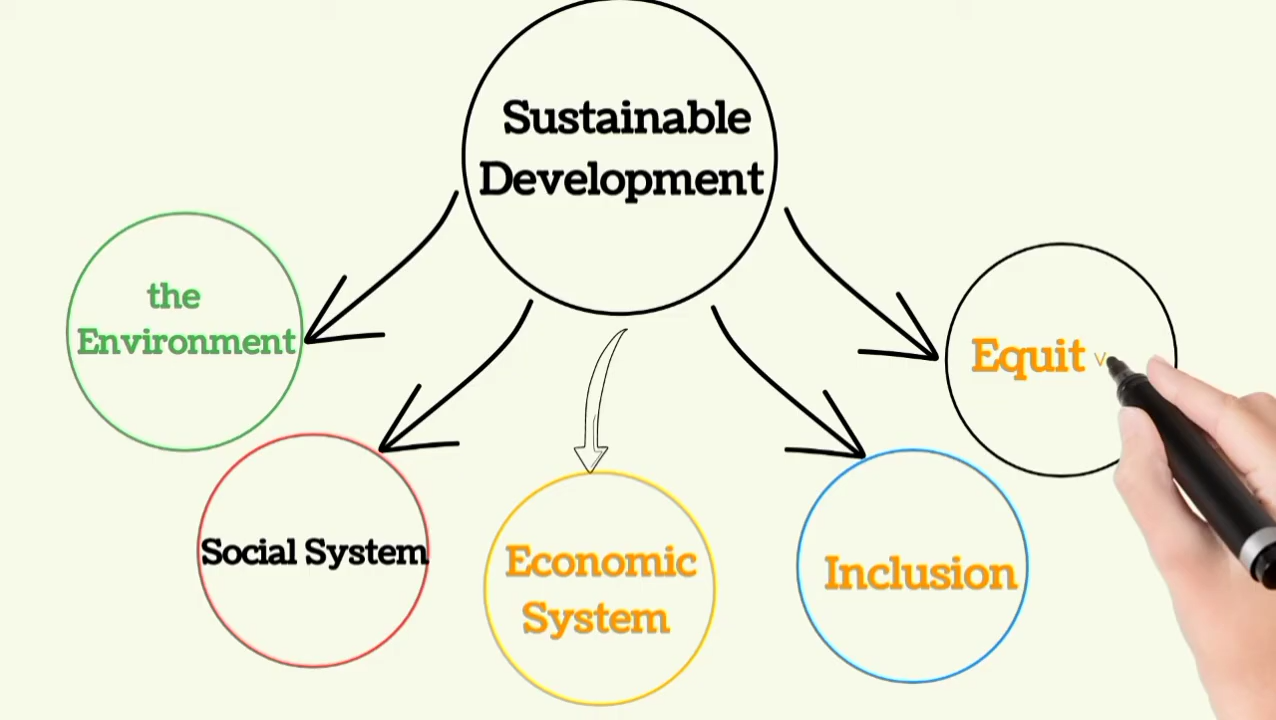 Sustainable
Development
the
Environment
Social System
Economic
System
Inclusion
Equit v